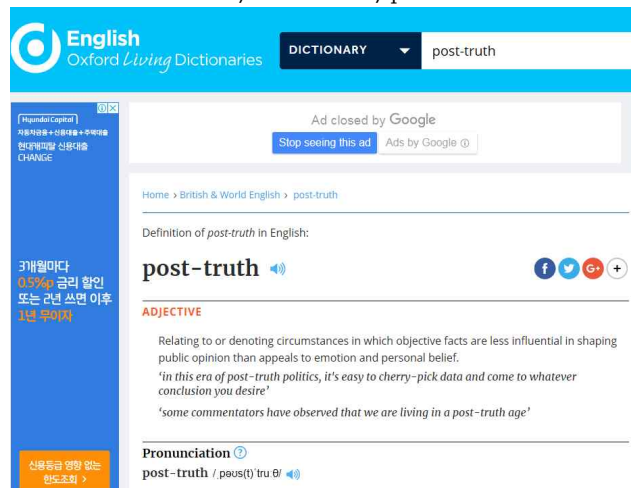 English
Oxford Living Dictionaries
DICTIONARY
post-truth
[Hyundai Capital]
자동차금융+신용대출+주택대출
현대캐피탈 신용대출
CHANGE
3개월마다
0.5%p 금리 할인
또는 2년 쓰면 이후
1년 무이자
신용등급 영향 없는
한도조회 >
Ad closed by Google
Stop seeing this ad
Ads by Google
Home > British & World English > post-truth
Definition of post-truth in English:
post-truth
f
G+
+
ADJECTIVE
Relating to or denoting circumstances in which objective facts are less influential in shaping
public opinion than appeals to emotion and personal belief.
‘in this era of post-truth politics, it's easy to cherry-pick data and come to whatever
conclusion you desire’
‘some commentators have observed that we are living in a post-truth age’
Pronunciation ?
post-truth /ˌpəʊs(t)ˈtruːθ/